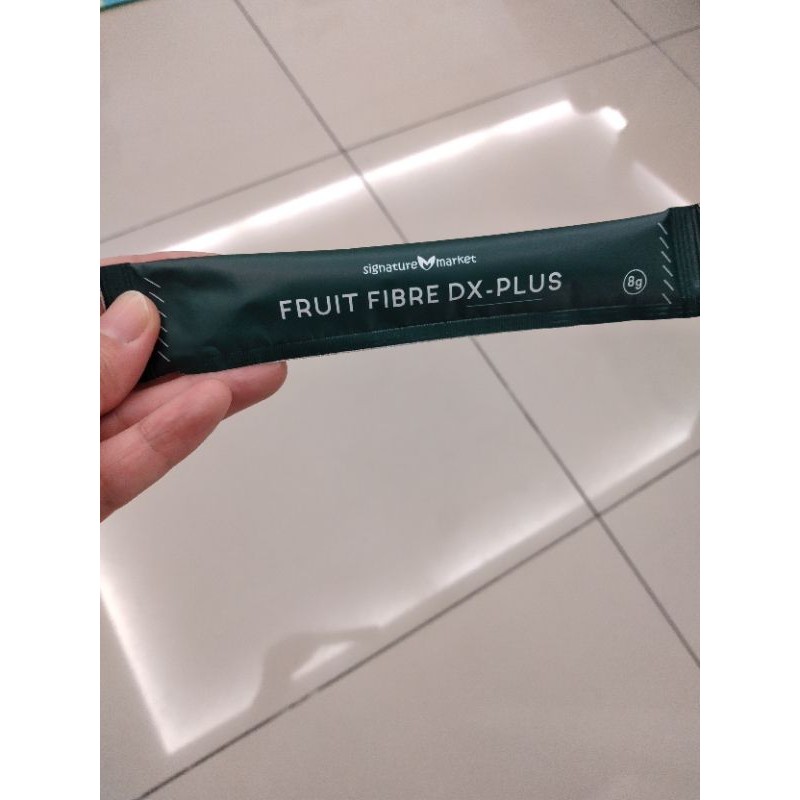 signature market
FRUIT FIBRE DX-PLUS
8g